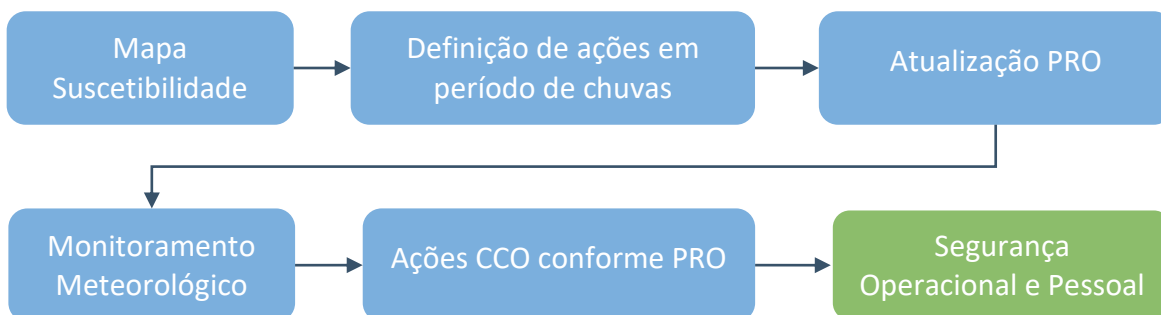 Mapa
Suscetibilidade
Definição de ações em
período de chuvas
Atualização PRO
Monitoramento
Meteorológico
Ações CCO conforme PRO
Segurança
Operacional e Pessoal